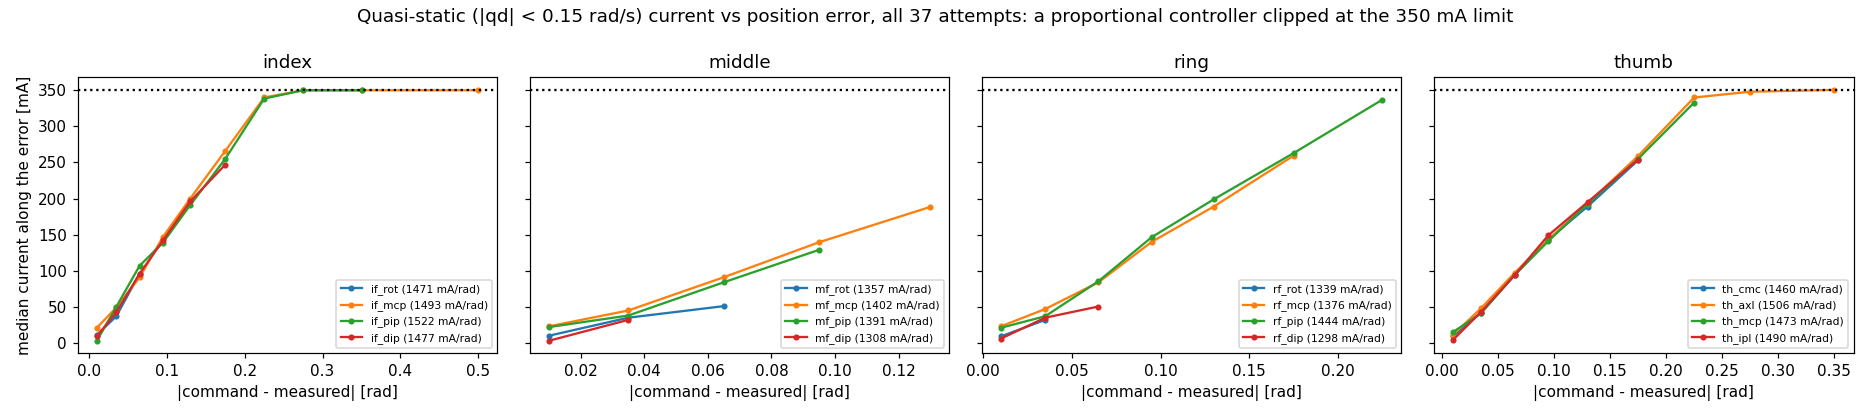 Quasi-static (|qd| < 0.15 rad/s) current vs position error, all 37 attempts: a proportional controller clipped at the 350 mA limit
index
middle
ring
thumb
median current along the error [mA]
350
300
250
200
150
100
50
0
if_rot (1471 mA/rad)
if_mcp (1493 mA/rad)
if_pip (1522 mA/rad)
if_dip (1477 mA/rad)
0.0 0.1 0.2 0.3 0.4 0.5
|command - measured| [rad]
mf_rot (1357 mA/rad)
mf_mcp (1402 mA/rad)
mf_pip (1391 mA/rad)
mf_dip (1308 mA/rad)
0.02 0.04 0.06 0.08 0.10 0.12
|command - measured| [rad]
rf_rot (1339 mA/rad)
rf_mcp (1376 mA/rad)
rf_pip (1444 mA/rad)
rf_dip (1298 mA/rad)
0.00 0.05 0.10 0.15 0.20
|command - measured| [rad]
th_cmc (1460 mA/rad)
th_axl (1506 mA/rad)
th_mcp (1473 mA/rad)
th_ipl (1490 mA/rad)
0.00 0.05 0.10 0.15 0.20 0.25 0.30 0.35
|command - measured| [rad]